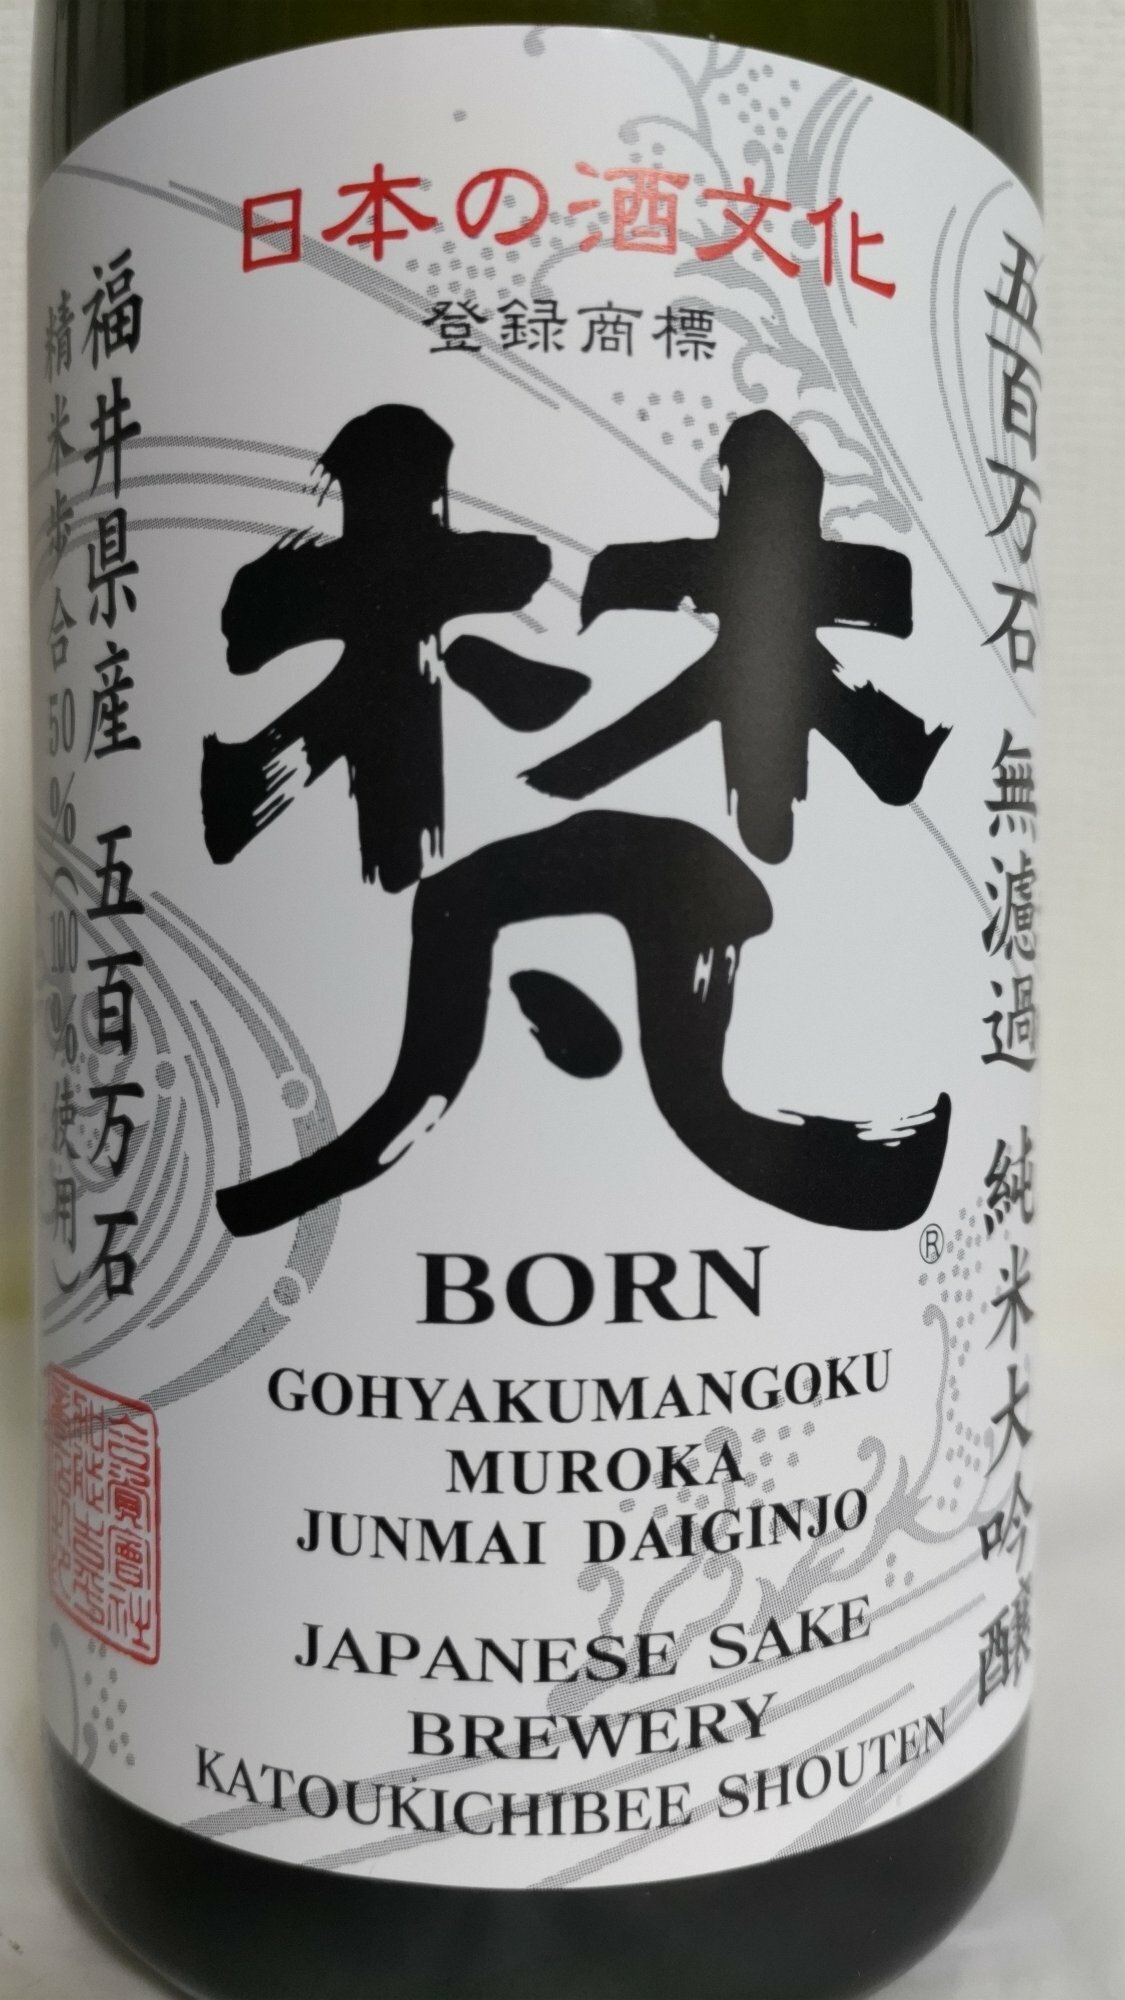 日本の酒文化
登録商標
五百万石 無濾過 純米大吟醸
梵
®
福井県産 五百万石
精米歩合50%(100%使用)
BORN
GOHYAKUMANGOKU
MUROKA
JUNMAI DAIGINJO
JAPANESE SAKE
BREWERY
KATOUKICHIBEE SHOUTEN